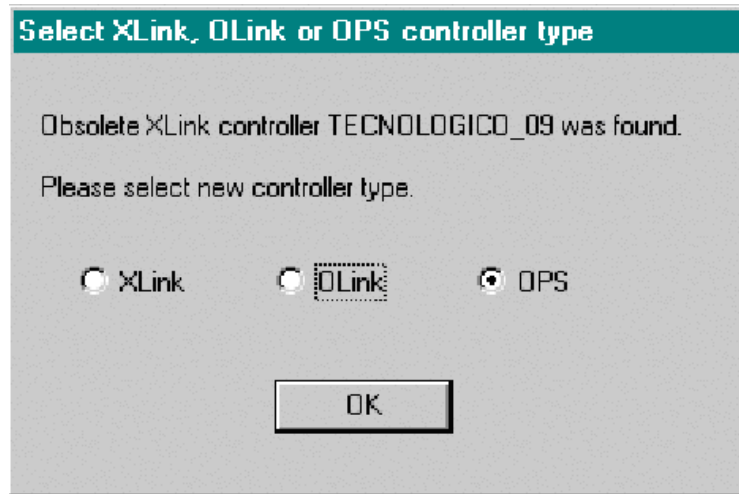 Select XLink, OLink or OPS controller type
Obsolete XLink controller TECNOLOGICO_09 was found.
Please select new controller type.
XLink OLink OPS
OK